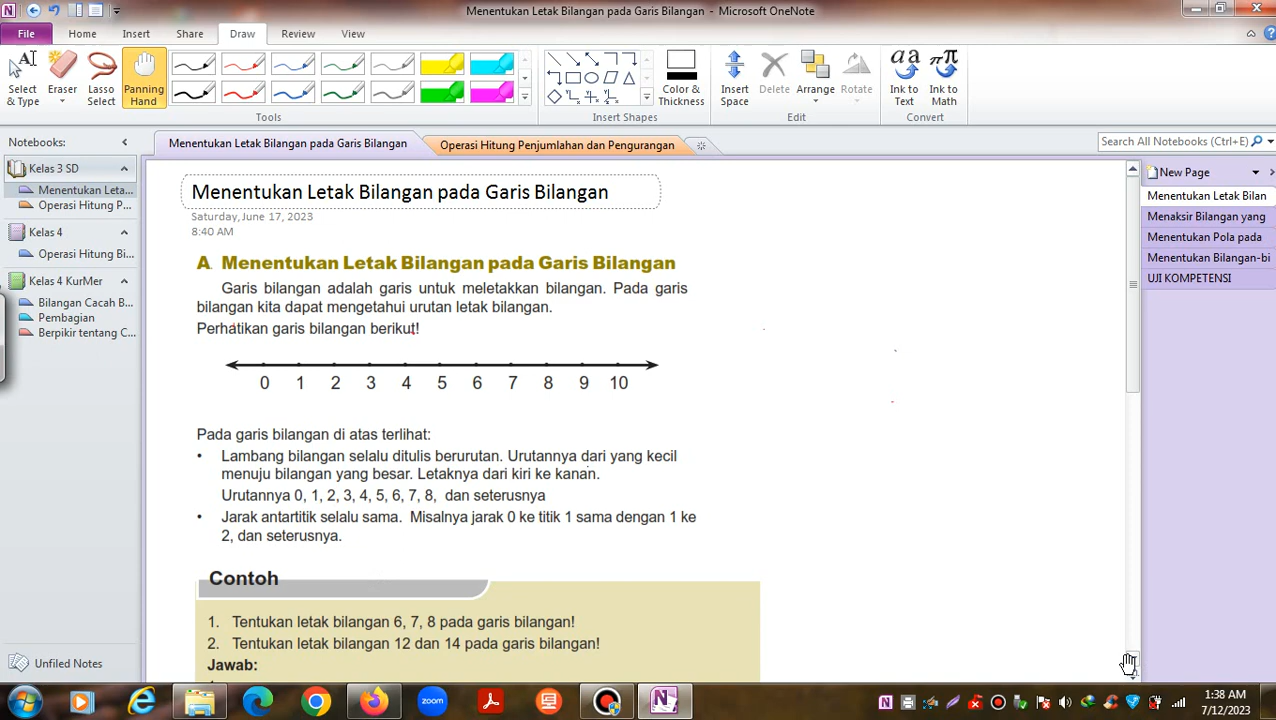 Menentukan Letak Bilangan pada Garis Bilangan - Microsoft OneNote
File Home Insert Share Draw Review View
Select & Type
Eraser
Lasso Select
Panning Hand
Color & Thickness
Insert Space
Delete
Arrange
Rotate
Ink to Text
Ink to Math
Tools Insert Shapes Edit Convert
Notebooks:
Menentukan Letak Bilangan pada Garis Bilangan
Operasi Hitung Penjumlahan dan Pengurangan
Search All Notebooks (Ctrl+E)
Kelas 3 SD
Menentukan Leta...
Operasi Hitung P...
Kelas 4
Operasi Hitung Bi...
Kelas 4 KurMer
Bilangan Cacah B...
Pembagian
Berpikir tentang C...
Unfiled Notes
Menentukan Letak Bilangan pada Garis Bilangan
Saturday, June 17, 2023
8:40 AM
A. Menentukan Letak Bilangan pada Garis Bilangan
Garis bilangan adalah garis untuk meletakkan bilangan. Pada garis
bilangan kita dapat mengetahui urutan letak bilangan.
Perhatikan garis bilangan berikut!
0 1 2 3 4 5 6 7 8 9 10
Pada garis bilangan di atas terlihat:
• Lambang bilangan selalu ditulis berurutan. Urutannya dari yang kecil
menuju bilangan yang besar. Letaknya dari kiri ke kanan.
Urutannya 0, 1, 2, 3, 4, 5, 6, 7, 8, dan seterusnya
• Jarak antartitik selalu sama. Misalnya jarak 0 ke titik 1 sama dengan 1 ke
2, dan seterusnya.
Contoh
1. Tentukan letak bilangan 6, 7, 8 pada garis bilangan!
2. Tentukan letak bilangan 12 dan 14 pada garis bilangan!
Jawab:
New Page
Menentukan Letak Bilan
Menaksir Bilangan yang
Menentukan Pola pada
Menentukan Bilangan-bi
UJI KOMPETENSI
zoom
1:38 AM
7/12/2023